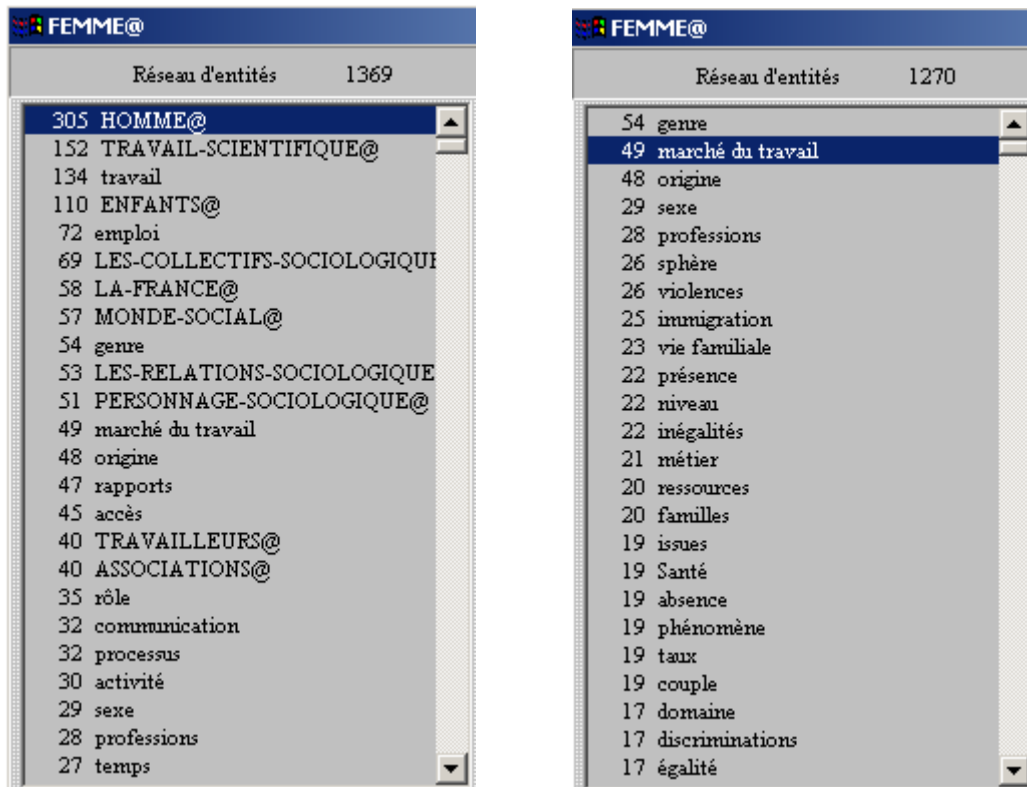 FEMME@
Réseau d'entités 1369
305 HOMME@
152 TRAVAIL-SCIENTIFIQUE@
134 travail
110 ENFANTS@
72 emploi
69 LES-COLLECTIFS-SOCIOLOGIQUE
58 LA-FRANCE@
57 MONDE-SOCIAL@
54 genre
53 LES-RELATIONS-SOCIOLOGIQUE
51 PERSONNAGE-SOCIOLOGIQUE@
49 marché du travail
48 origine
47 rapports
45 accès
40 TRAVAILLEURS@
40 ASSOCIATIONS@
35 rôle
32 communication
32 processus
30 activité
29 sexe
28 professions
27 temps
FEMME@
Réseau d'entités 1270
54 genre
49 marché du travail
48 origine
29 sexe
28 professions
26 sphère
26 violences
25 immigration
23 vie familiale
22 présence
22 niveau
22 inégalités
21 métier
20 ressources
20 familles
19 issues
19 Santé
19 absence
19 phénomène
19 taux
19 couple
17 domaine
17 discriminations
17 égalité